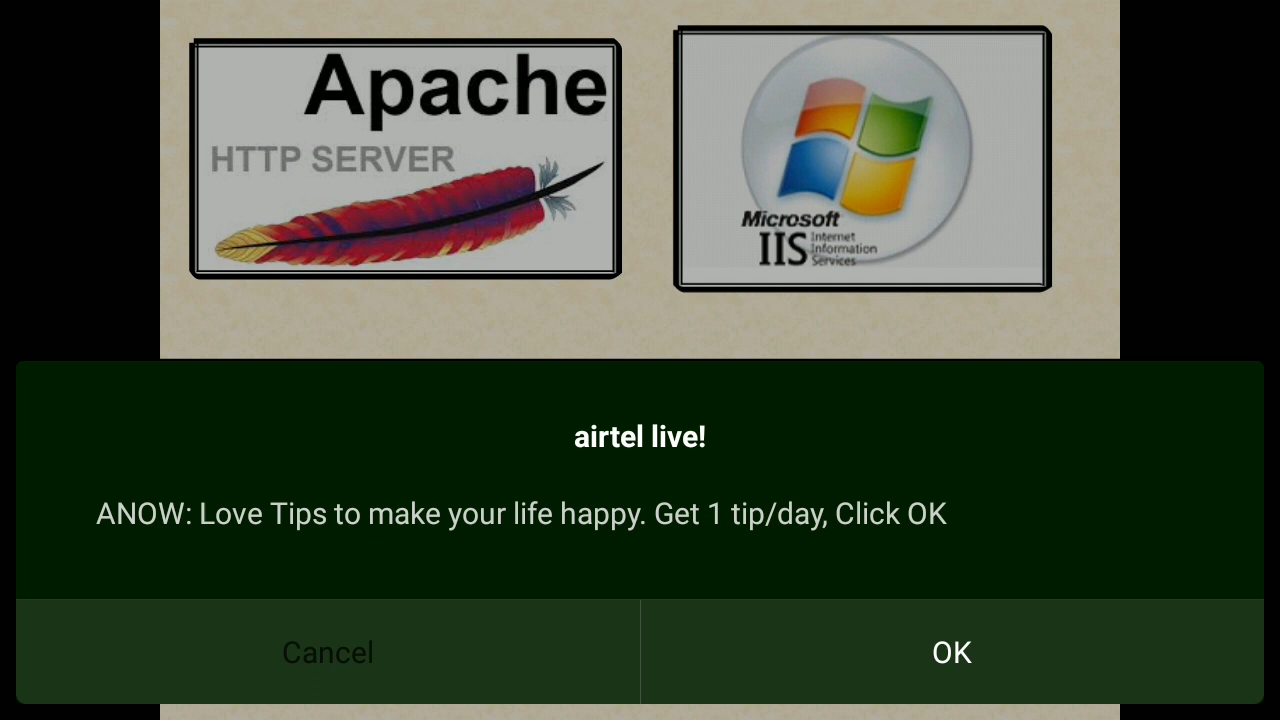 Apache
HTTP SERVER
Microsoft
IIS
Internet
Information
Services
airtel live!
ANOW: Love Tips to make your life happy. Get 1 tip/day, Click OK
Cancel
OK